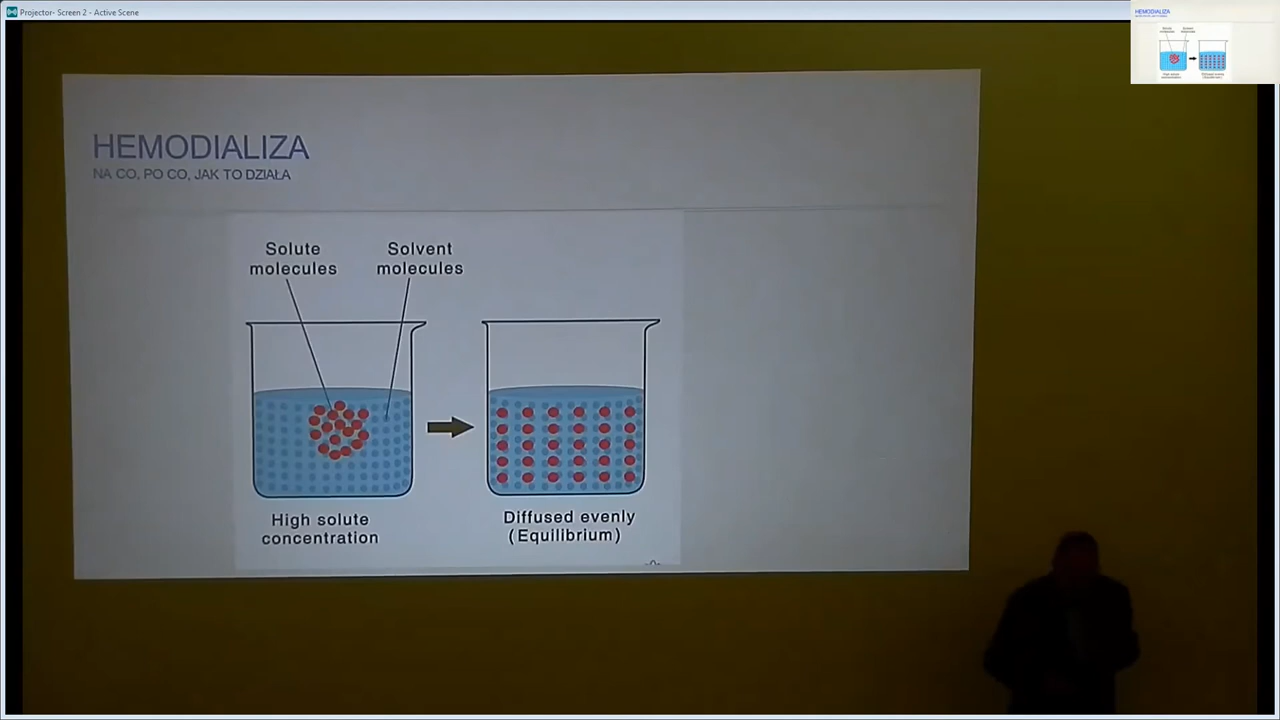 Projector- Screen 2 - Active Scene
HEMODIALIZA
HEMODIALIZA
NA CO, PO CO, JAK TO DZIAŁA
Solute
molecules
Solvent
molecules
High solute
concentration
Diffused evenly
(Equilibrium)